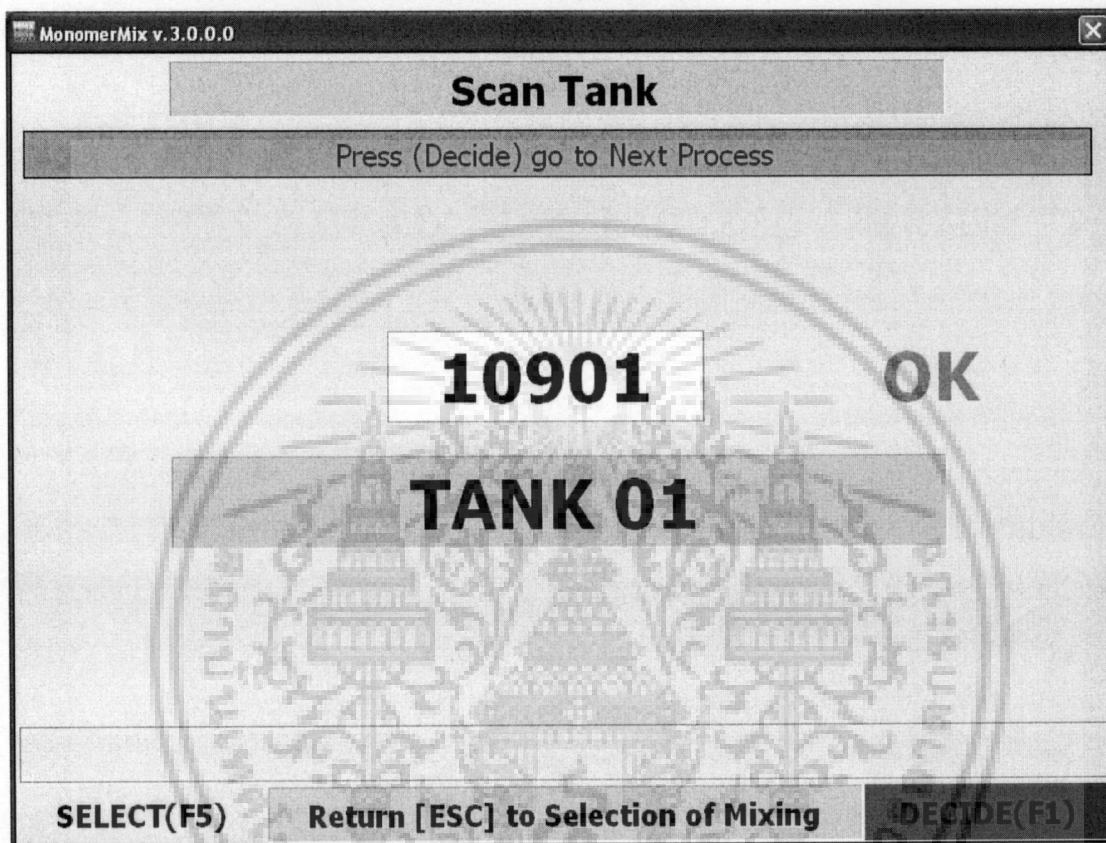 MonomerMix v.3.0.0.0
Scan Tank
Press (Decide) go to Next Process
10901 OK
TANK 01
SELECT(F5) Return [ESC] to Selection of Mixing DECIDE(F1)